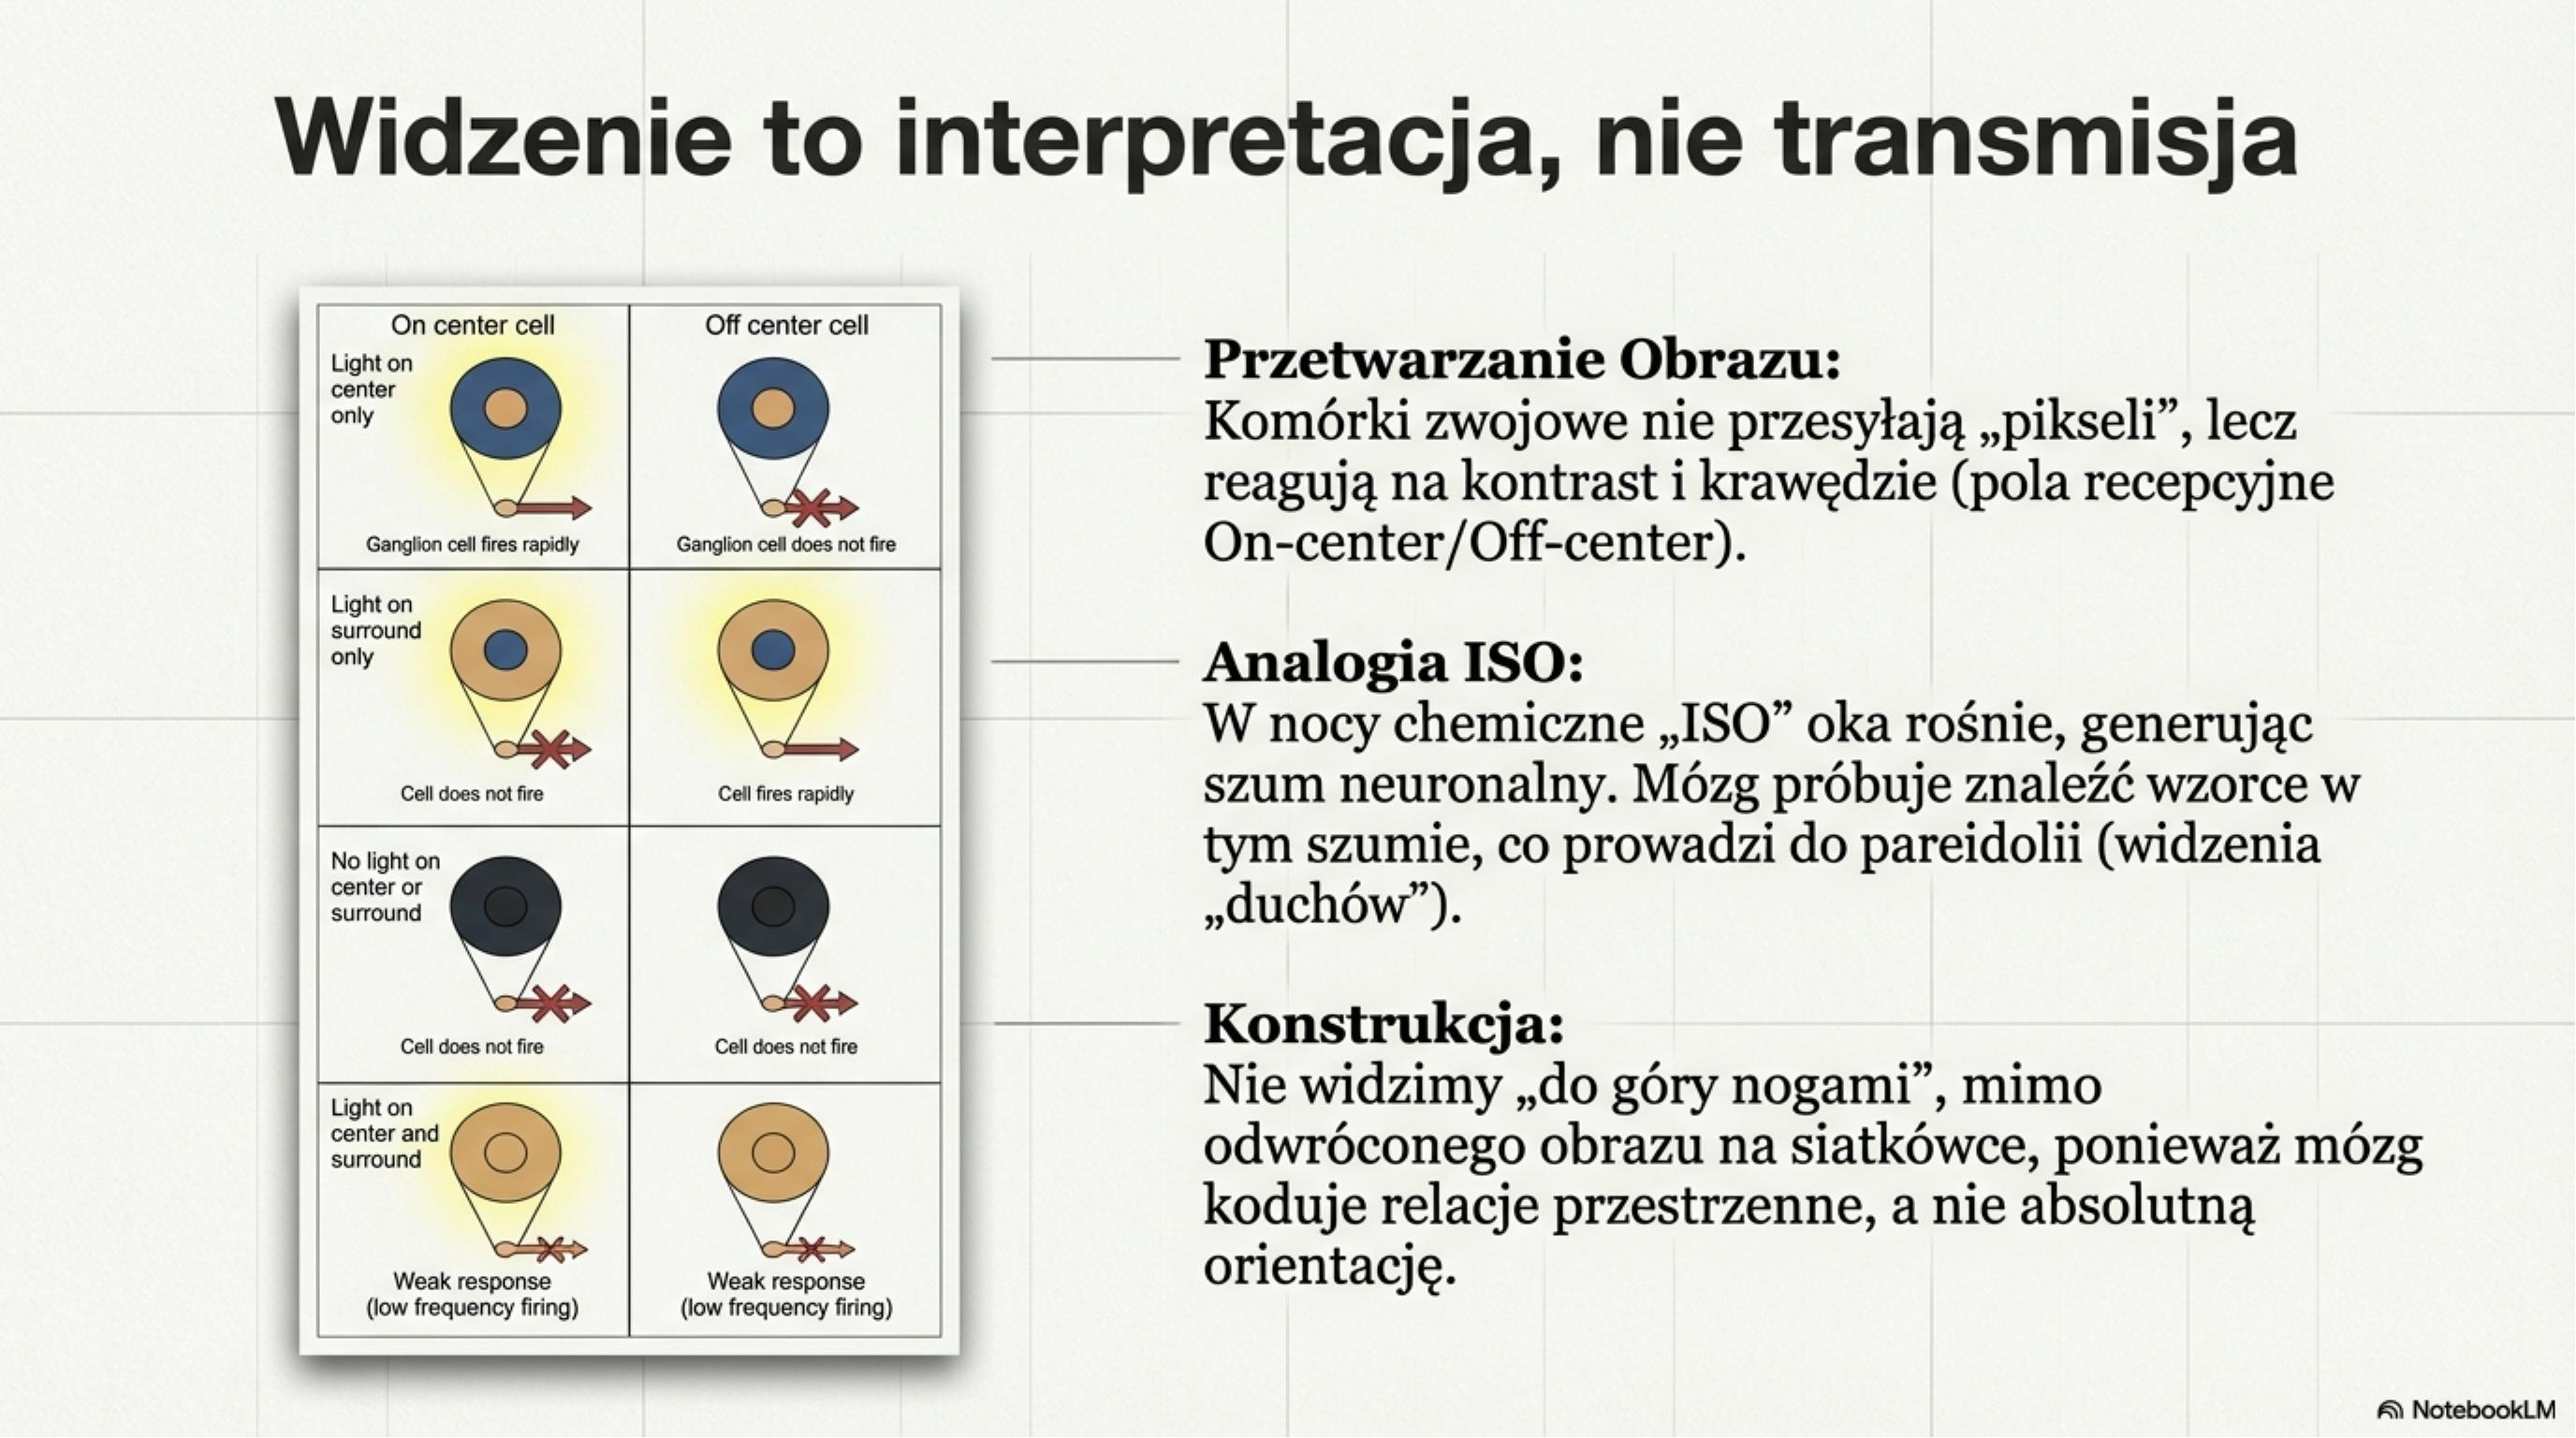 Widzenie to interpretacja, nie transmisja
On center cell
Off center cell
Light on
center
only
Ganglion cell fires rapidly
Ganglion cell does not fire
Light on
surround
only
Cell does not fire
Cell fires rapidly
No light on
center or
surround
Cell does not fire
Cell does not fire
Light on
center and
surround
Weak response
(low frequency firing)
Weak response
(low frequency firing)
Przetwarzanie Obrazu:
Komórki zwojowe nie przesyłają „pikseli”, lecz
reagują na kontrast i krawędzie (pola recepcyjne
On-center/Off-center).
Analogia ISO:
W nocy chemiczne „ISO” oka rośnie, generując
szum neuronalny. Mózg próbuje znaleźć wzorce w
tym szumie, co prowadzi do pareidolii (widzenia
„duchów”).
Konstrukcja:
Nie widzimy „do góry nogami”, mimo
odwróconego obrazu na siatkówce, ponieważ mózg
koduje relacje przestrzenne, a nie absolutną
orientację.
NotebookLM